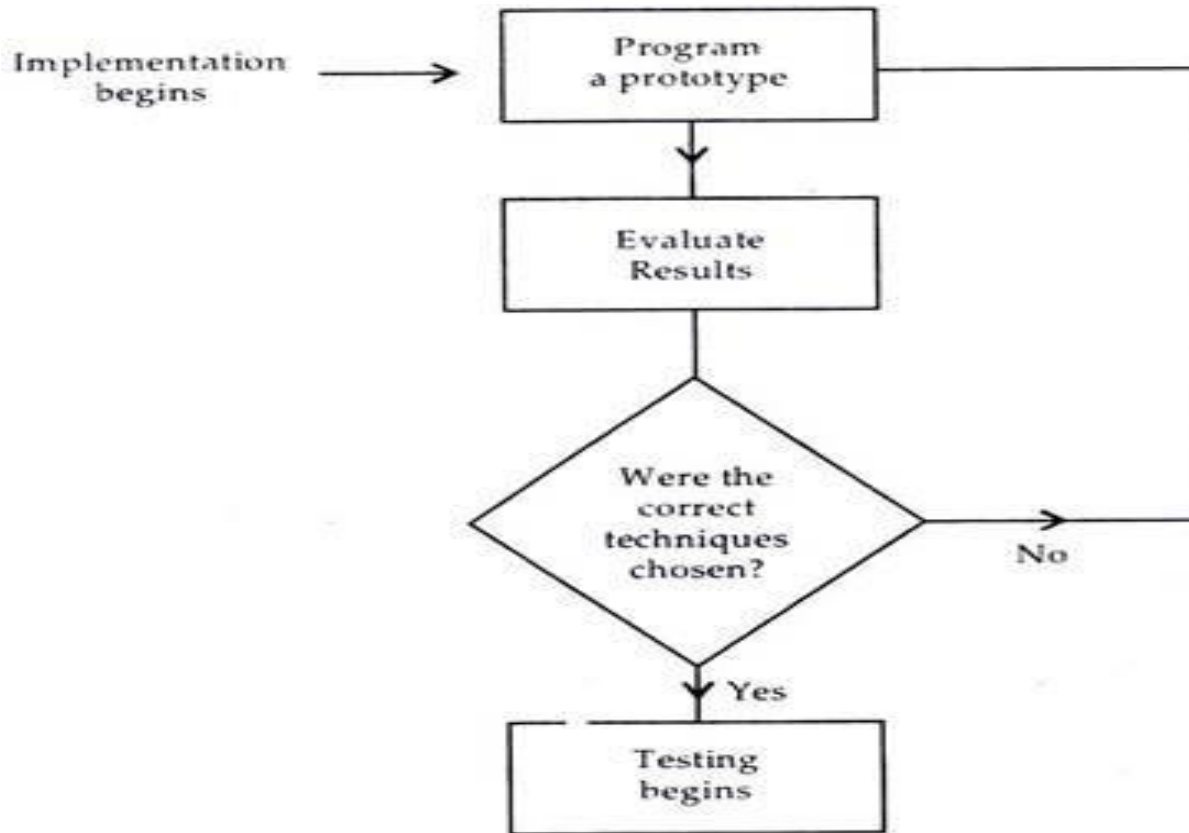 Implementation
begins
Program
a prototype
Evaluate
Results
Were the
correct
techniques
chosen?
No
Yes
Testing
begins